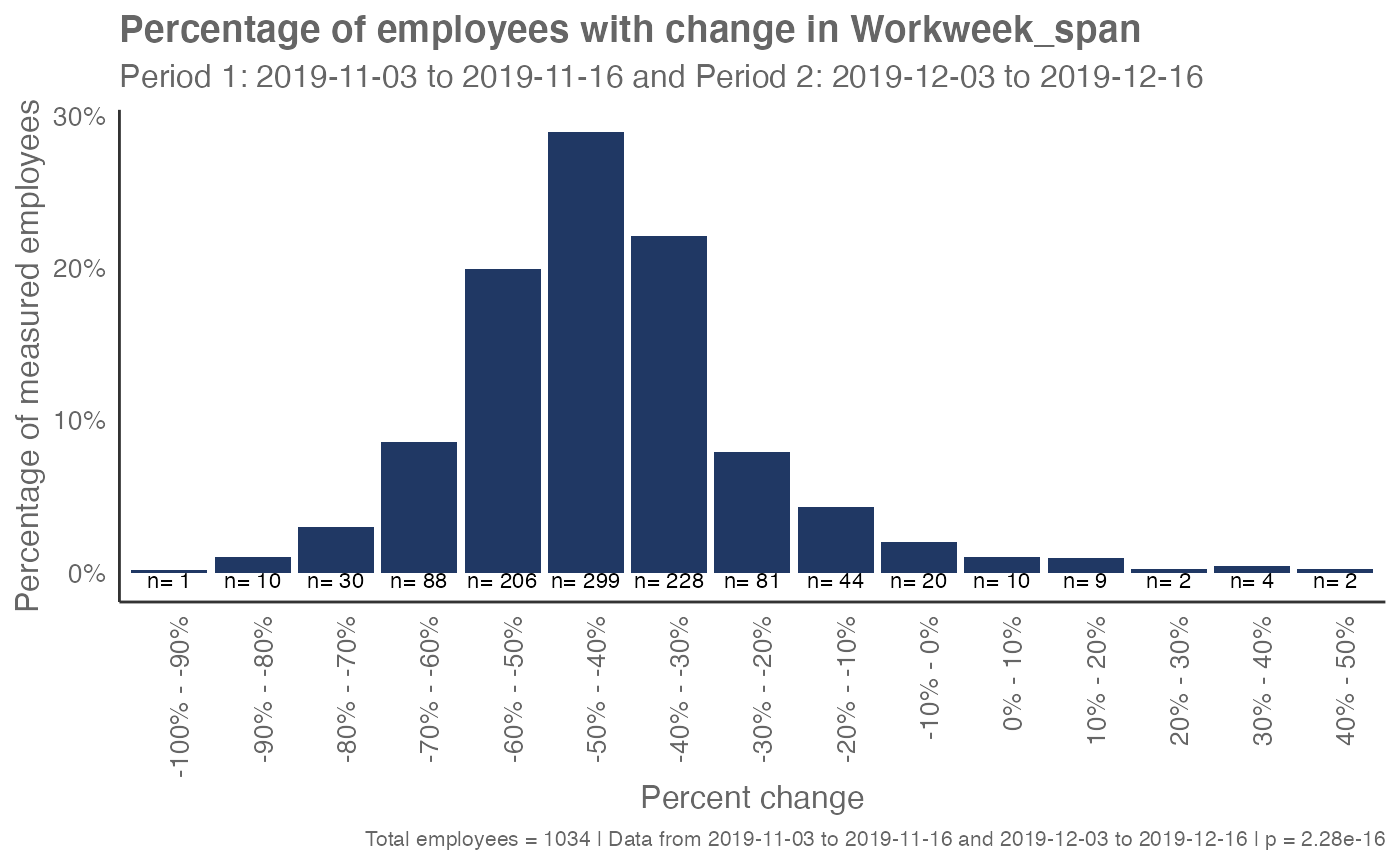 Percentage of employees with change in Workweek_span
Period 1: 2019-11-03 to 2019-11-16 and Period 2: 2019-12-03 to 2019-12-16
Percentage of measured employees
30%
20%
10%
0%
n= 1 n= 10 n= 30 n= 88 n= 206 n= 299 n= 228 n= 81 n= 44 n= 20 n= 10 n= 9 n= 2 n= 4 n= 2
-100% - -90%
-90% - -80%
-80% - -70%
-70% - -60%
-60% - -50%
-50% - -40%
-40% - -30%
-30% - -20%
-20% - -10%
-10% - 0%
0% - 10%
10% - 20%
20% - 30%
30% - 40%
40% - 50%
Percent change
Total employees = 1034 | Data from 2019-11-03 to 2019-11-16 and 2019-12-03 to 2019-12-16 | p = 2.28e-16